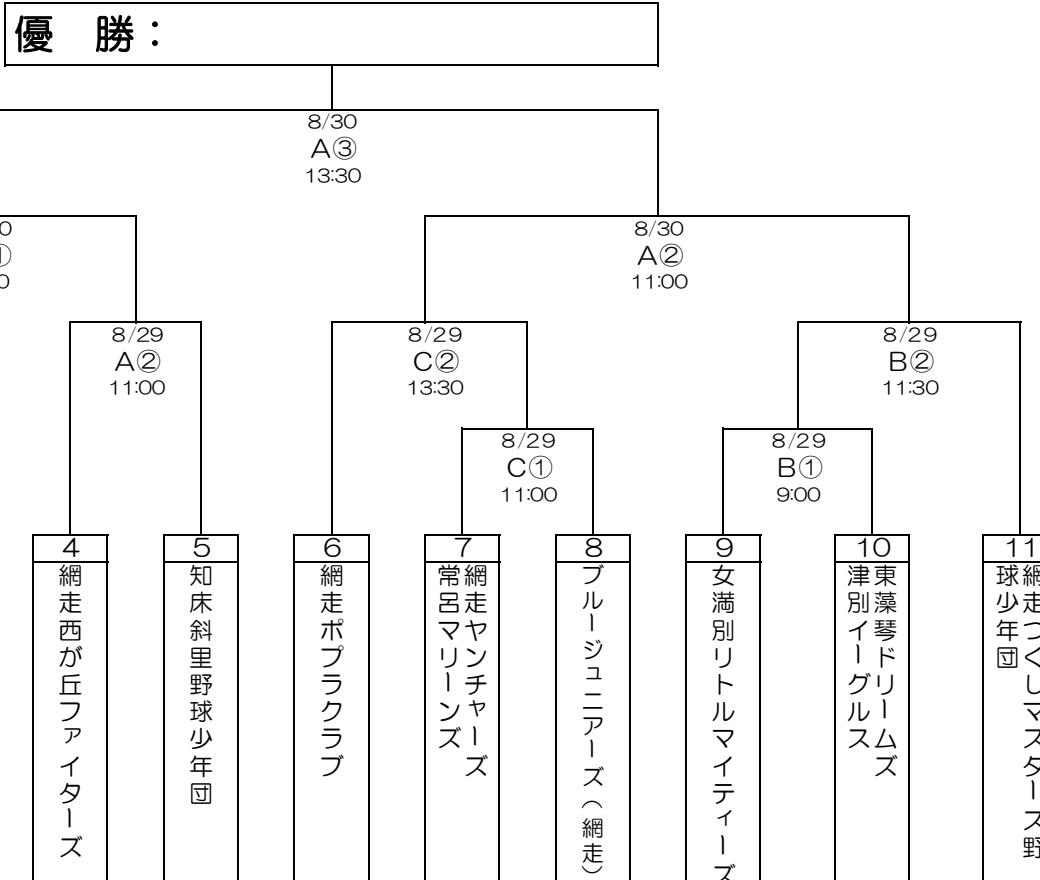 優　勝：
8/30
A③
13:30
8/30
A②
11:00
8/29
A②
11:00
8/29
C②
13:30
8/29
B②
11:30
8/29
C①
11:00
8/29
B①
9:00
4
5
6
7
8
9
10
11
網走西が丘ファイターズ
知床斜里野球少年団
網走ポプラクラブ
網走ヤンチャーズ
常呂マリーンズ
ブルージュニアーズ（網走）
女満別リトルマイティーズ
東藻琴ドリームズ
津別イーグルス
網走つくしマスターズ野
球少年団